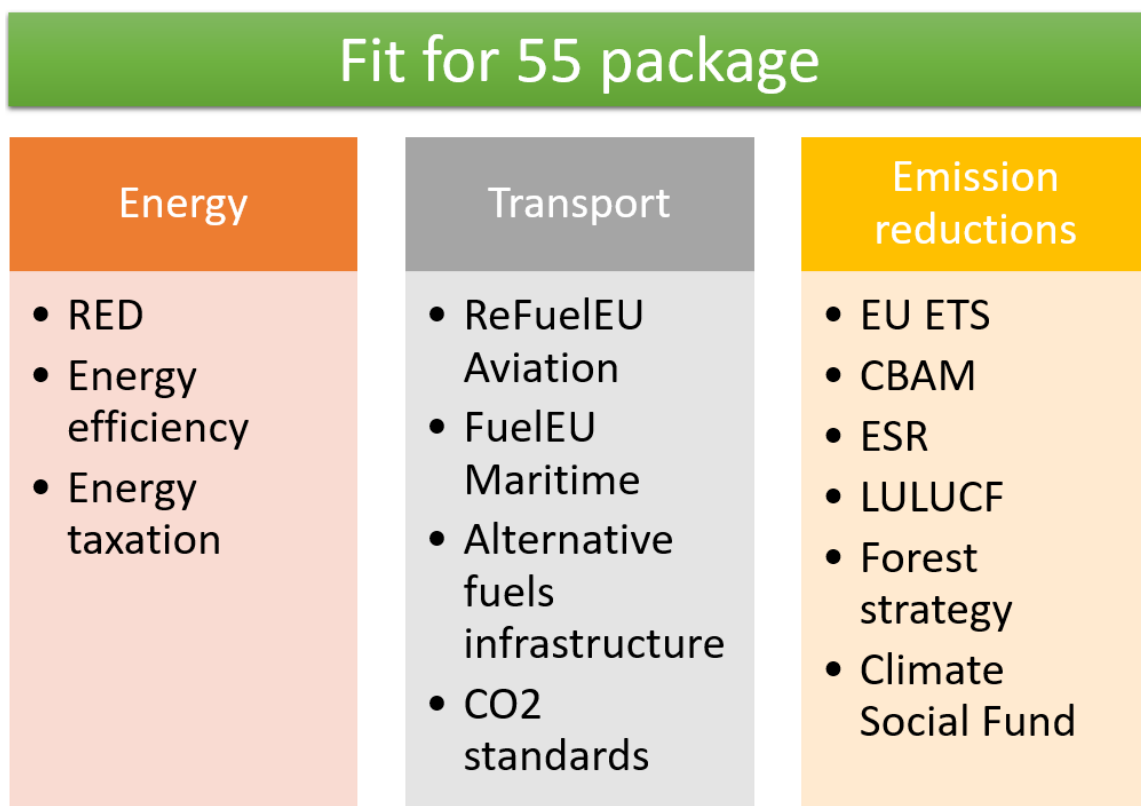 Fit for 55 package
Energy
• RED
• Energy
efficiency
• Energy
taxation
Transport
• ReFuelEU
Aviation
• FuelEU
Maritime
• Alternative
fuels
infrastructure
• CO2
standards
Emission
reductions
• EU ETS
• CBAM
• ESR
• LULUCF
• Forest
strategy
• Climate
Social Fund